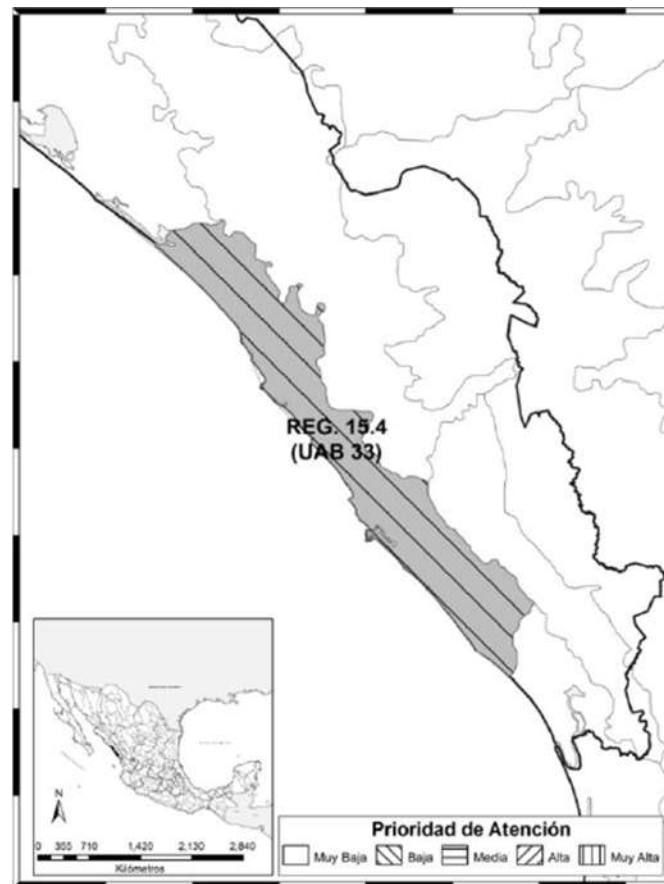 REG. 15.4
(UAB 33)
N
0 355 710 1,420 2,130 2,840
Kilómetros
Prioridad de Atención
Muy Baja Baja Media Alta Muy Alta